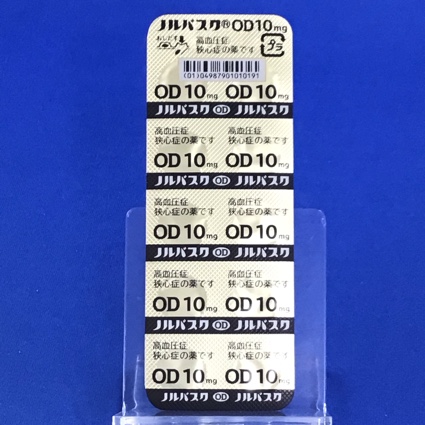 ノルバスク® OD10mg
おしだす
高血圧症
狭心症の薬です
プラ
(01)04987901010191
OD10mg OD10mg
ノルバスク OD ノルバスク
高血圧症 高血圧症
狭心症の薬です 狭心症の薬です
OD10mg OD10mg
ノルバスク OD ノルバスク
高血圧症 高血圧症
狭心症の薬です 狭心症の薬です
OD10mg OD10mg
ノルバスク OD ノルバスク
高血圧症 高血圧症
狭心症の薬です 狭心症の薬です
OD10mg OD10mg
ノルバスク OD ノルバスク
高血圧症 高血圧症
狭心症の薬です 狭心症の薬です
OD10mg OD10mg
ノルバスク OD ノルバスク